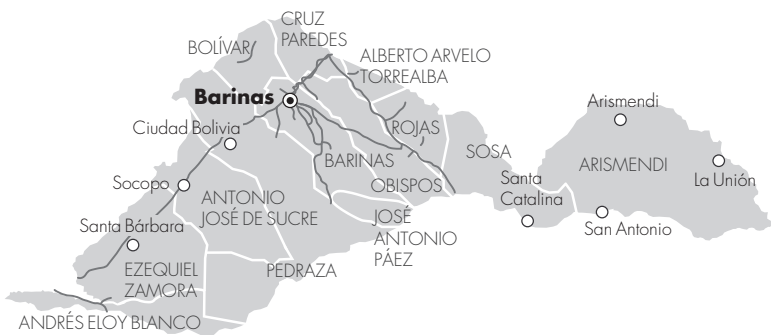 CRUZ
PAREDES
BOLÍVAR
ALBERTO ARVELO
TORREALBA
Barinas
Arismendi
Ciudad Bolivia
ROJAS
SOSA
BARINAS
ARISMENDI
La Unión
Socopo
OBISPOS
Santa
Catalina
ANTONIO
JOSÉ DE SUCRE
JOSÉ
ANTONIO
PÁEZ
San Antonio
Santa Bárbara
EZEQUIEL
ZAMORA
PEDRAZA
ANDRÉS ELOY BLANCO